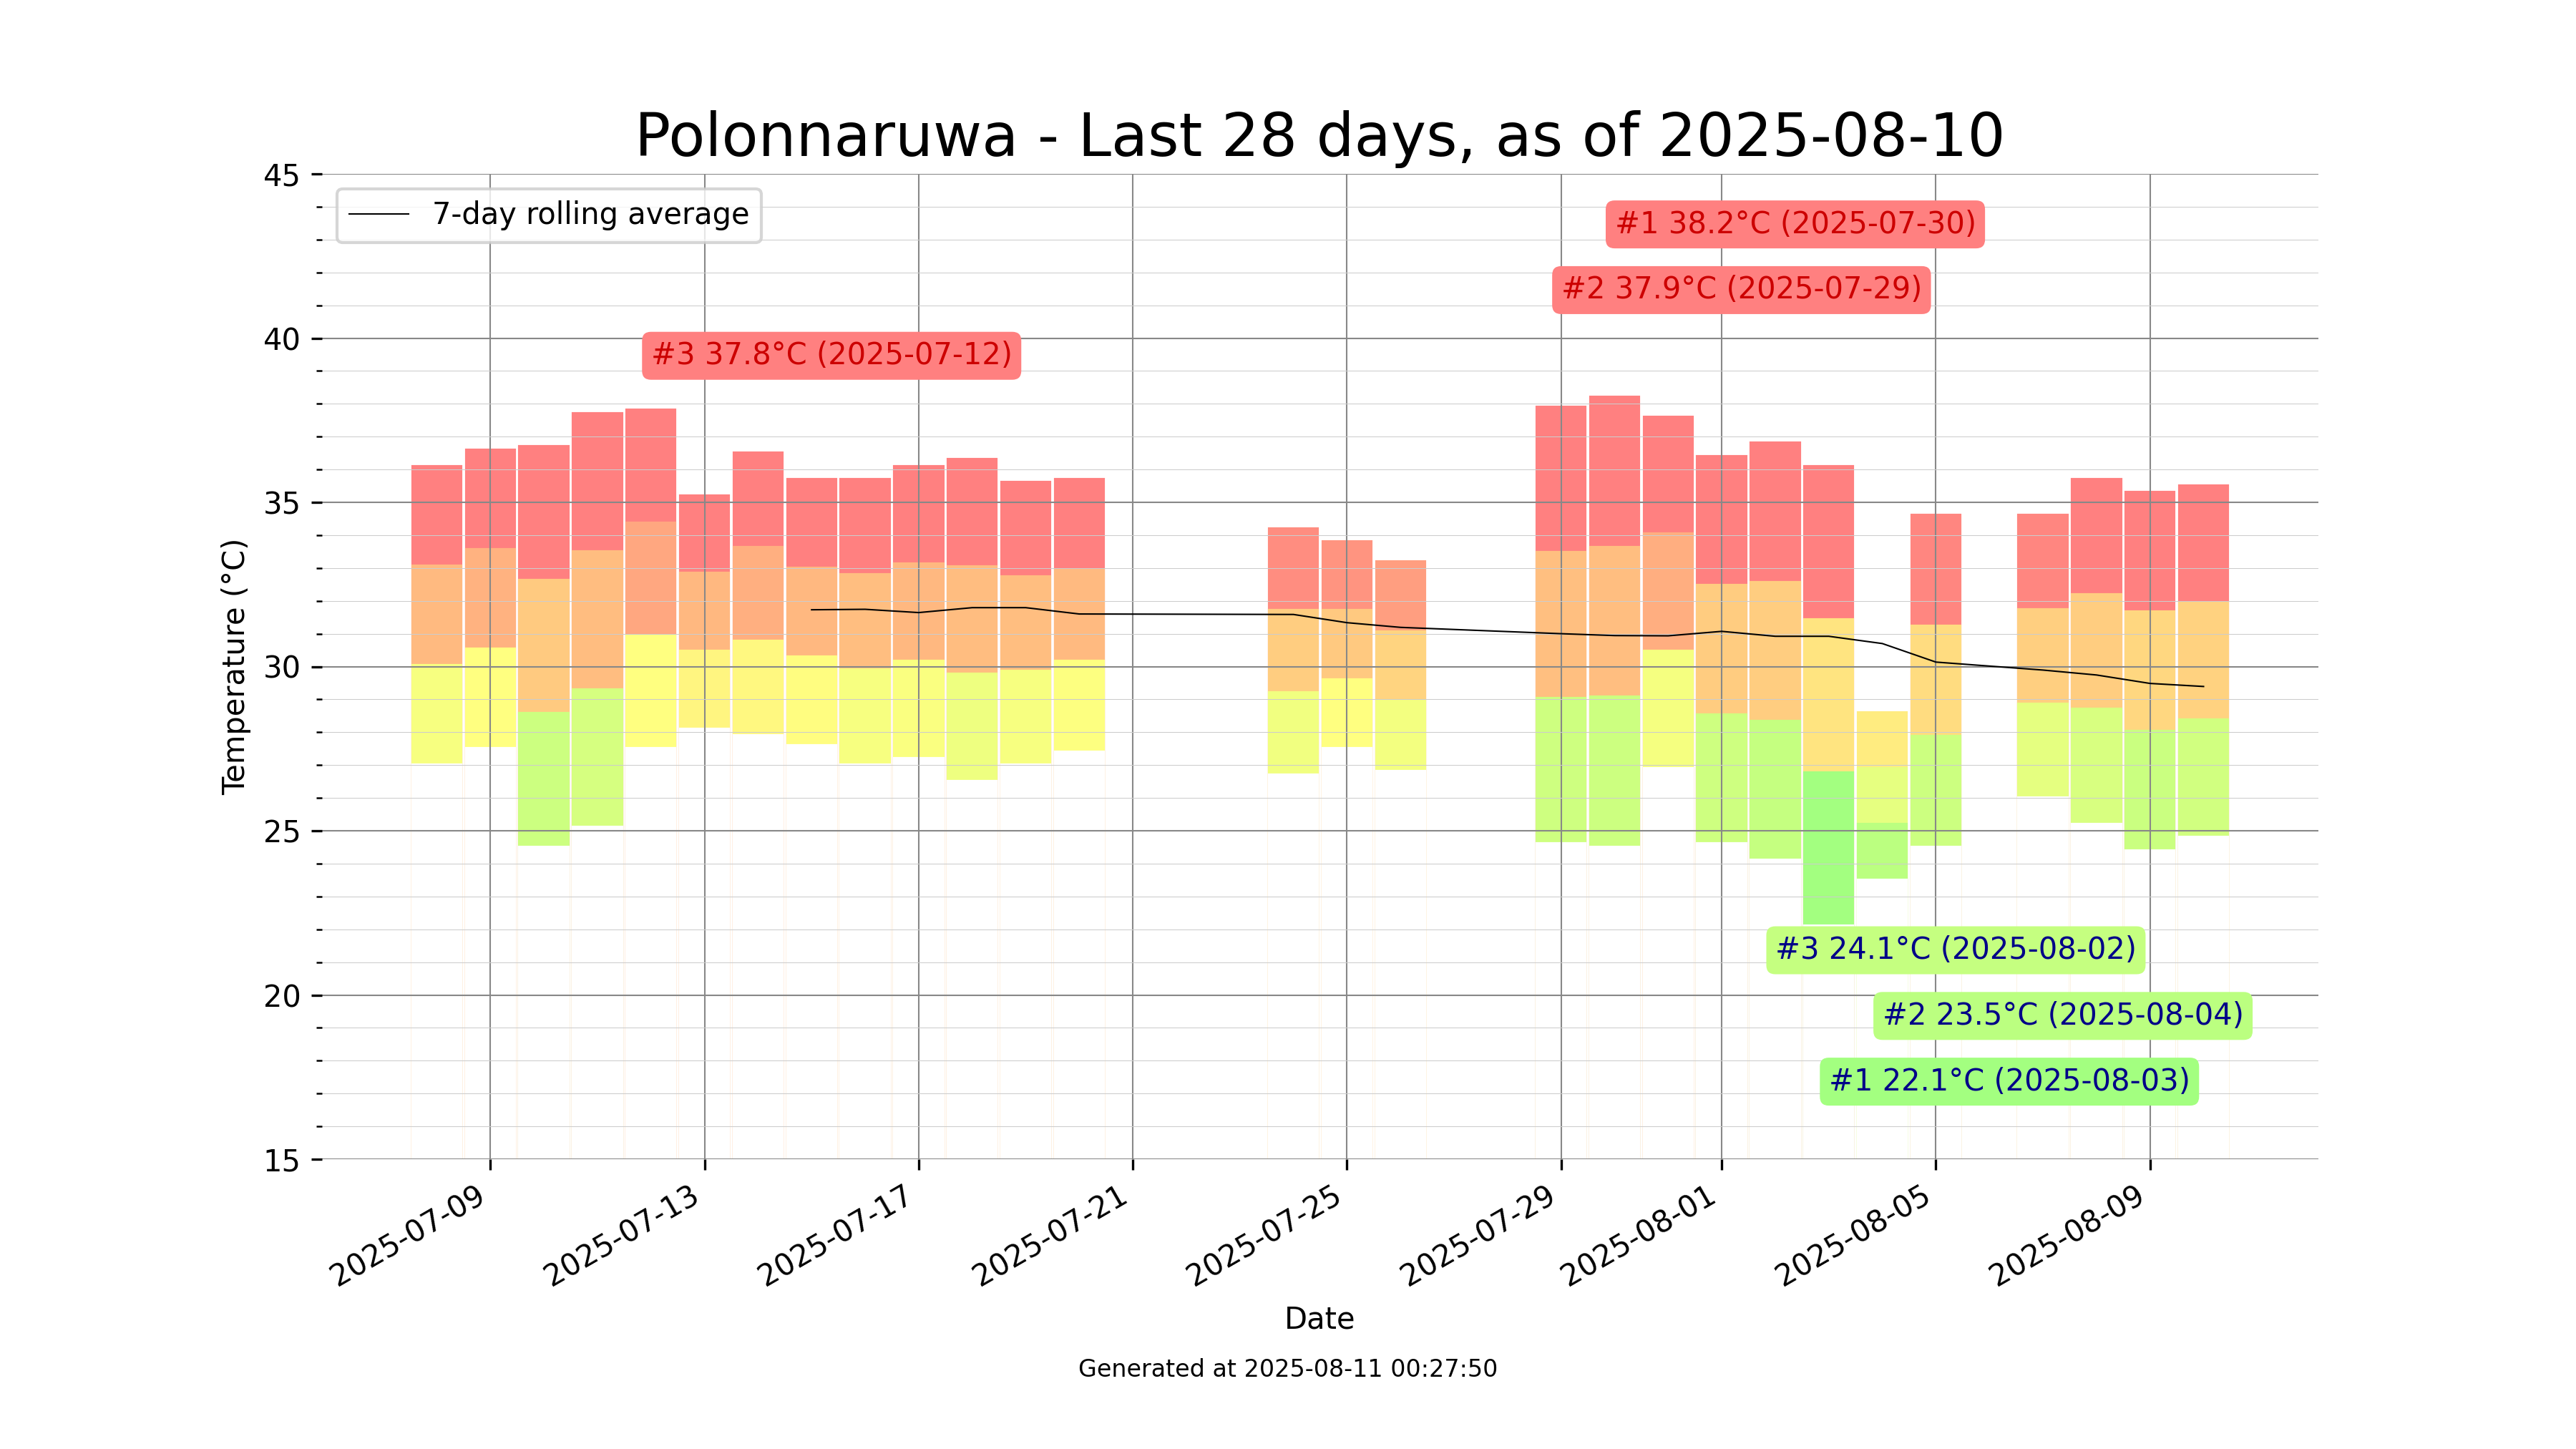 Polonnaruwa - Last 28 days, as of 2025-08-10
45
7-day rolling average
#1 38.2°C (2025-07-30)
#2 37.9°C (2025-07-29)
40
#3 37.8°C (2025-07-12)
35
Temperature (°C)
30
25
#3 24.1°C (2025-08-02)
20
#2 23.5°C (2025-08-04)
#1 22.1°C (2025-08-03)
15
2025-07-09
2025-07-13
2025-07-17
2025-07-21
2025-07-25
2025-07-29
2025-08-01
2025-08-05
2025-08-09
Date
Generated at 2025-08-11 00:27:50